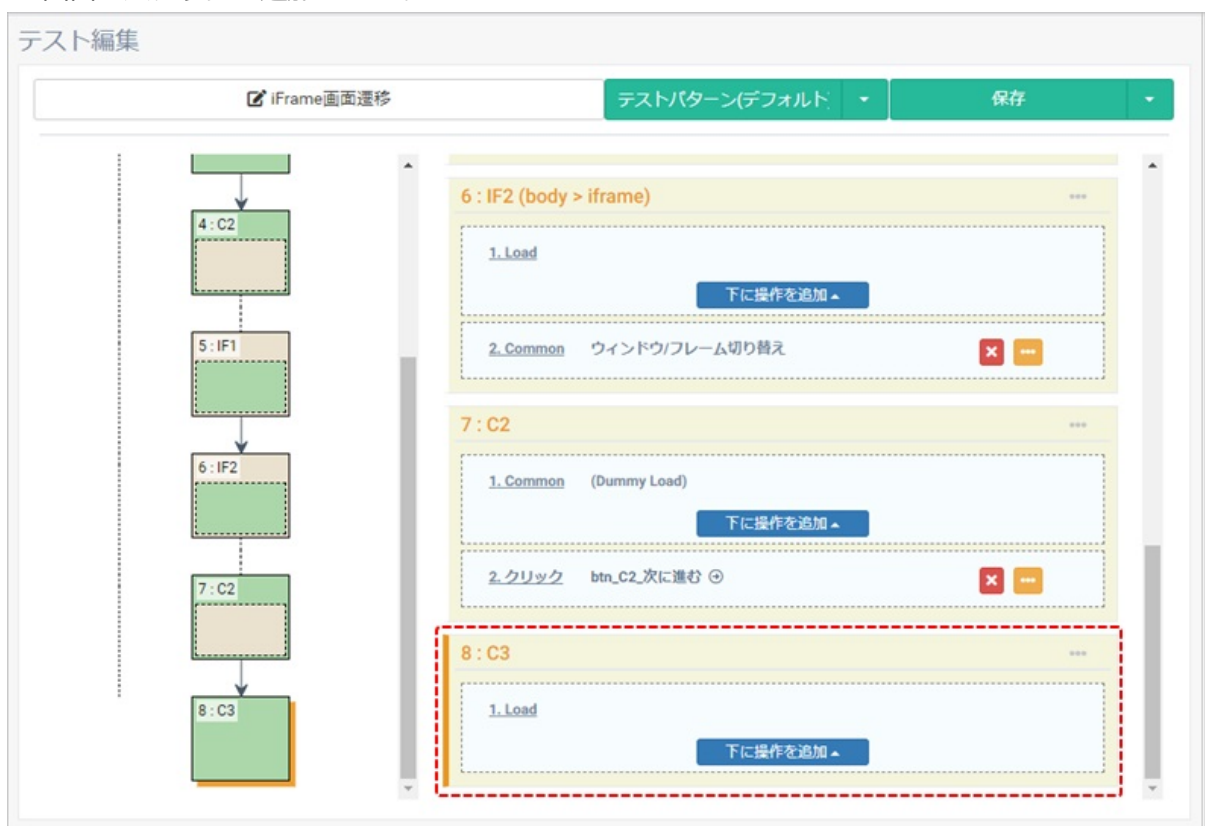 テスト編集
iFrame画面遷移
テストパターン(デフォルト)
保存
4 : C2
5 : IF1
6 : IF2
7 : C2
8 : C3
6 : IF2 (body > iframe)
1. Load
下に操作を追加
2. Common ウィンドウ/フレーム切り替え
7 : C2
1. Common (Dummy Load)
下に操作を追加
2. クリック btn_C2_次に進む
8 : C3
1. Load
下に操作を追加